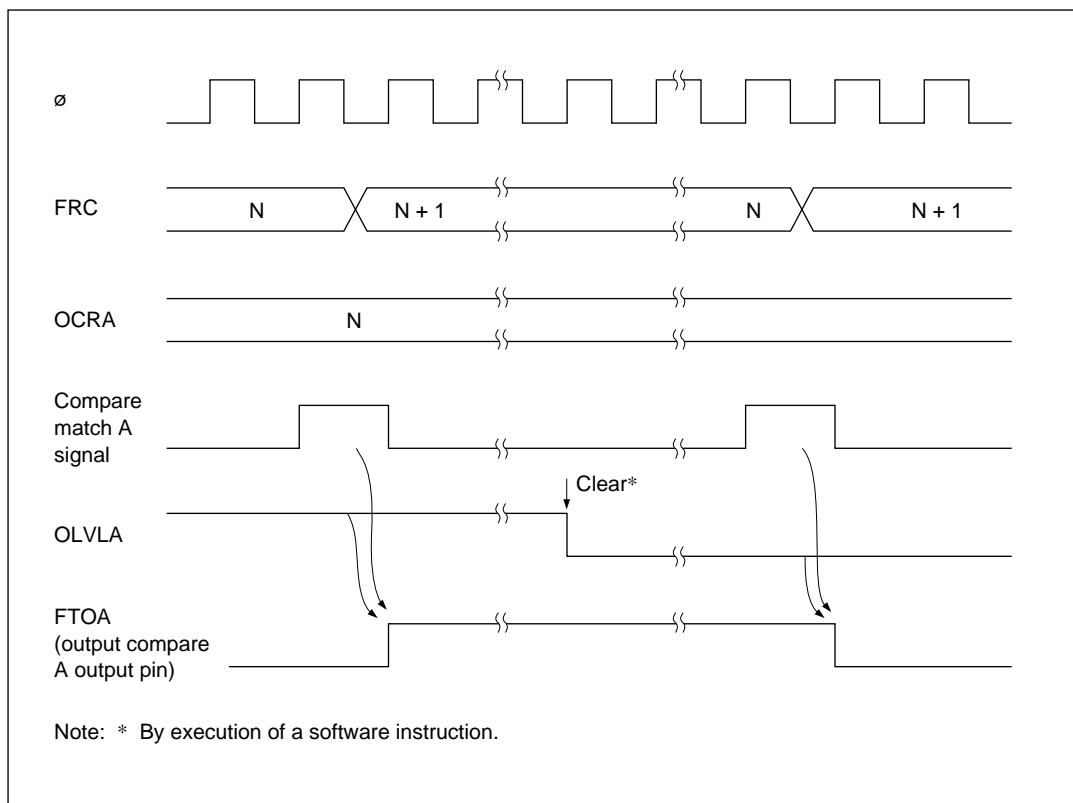 ø
FRC
N
N + 1
N
N + 1
OCRA
N
Compare
match A
signal
Clear*
OLVLA
FTOA
(output compare
A output pin)
Note: * By execution of a software instruction.